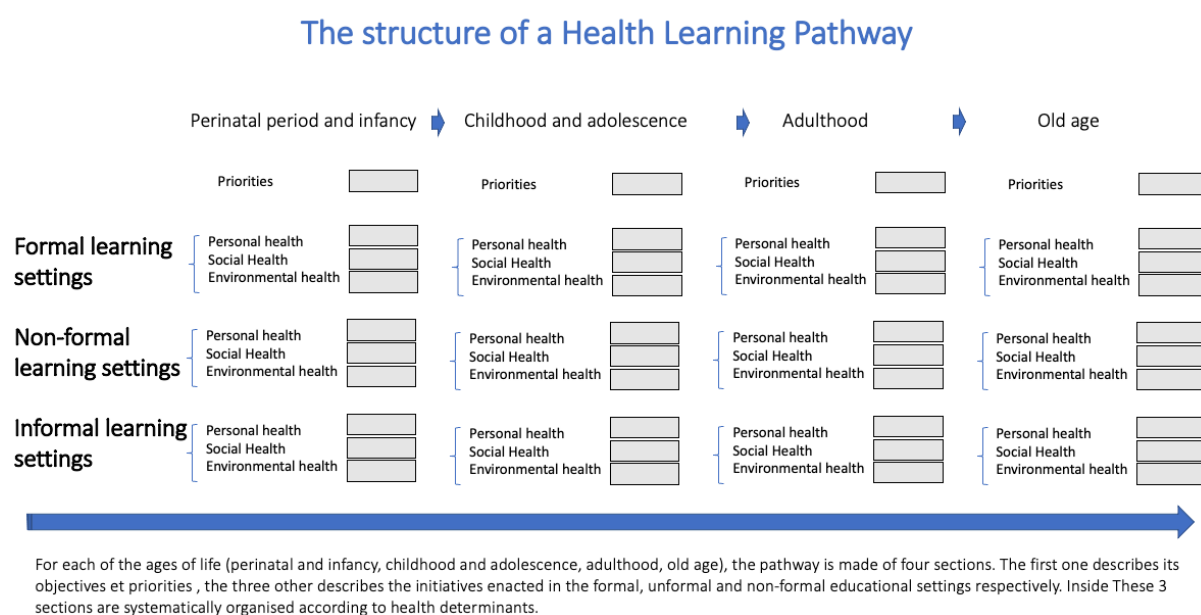 The structure of a Health Learning Pathway
Perinatal period and infancy Childhood and adolescence Adulthood Old age
Priorities Priorities Priorities Priorities
Formal learning
settings
Personal health Personal health Personal health Personal health
Social Health Social Health Social Health Social Health
Environmental health Environmental health Environmental health Environmental health
Non-formal
learning settings
Personal health Personal health Personal health Personal health
Social Health Social Health Social Health Social Health
Environmental health Environmental health Environmental health Environmental health
Informal learning
settings
Personal health Personal health Personal health Personal health
Social Health Social Health Social Health Social Health
Environmental health Environmental health Environmental health Environmental health
For each of the ages of life (perinatal and infancy, childhood and adolescence, adulthood, old age), the pathway is made of four sections. The first one describes its
objectives et priorities , the three other describes the initiatives enacted in the formal, unformal and non-formal educational settings respectively. Inside These 3
sections are systematically organised according to health determinants.